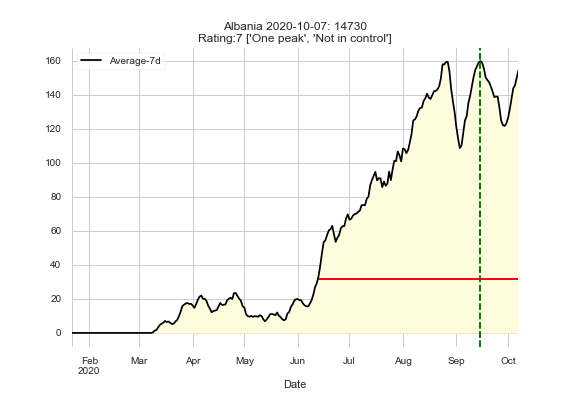 Albania 2020-10-07: 14730
Rating:7 ['One peak', 'Not in control']
Average-7d
160
140
120
100
80
60
40
20
0
Feb
2020
Mar
Apr
May
Jun
Jul
Aug
Sep
Oct
Date